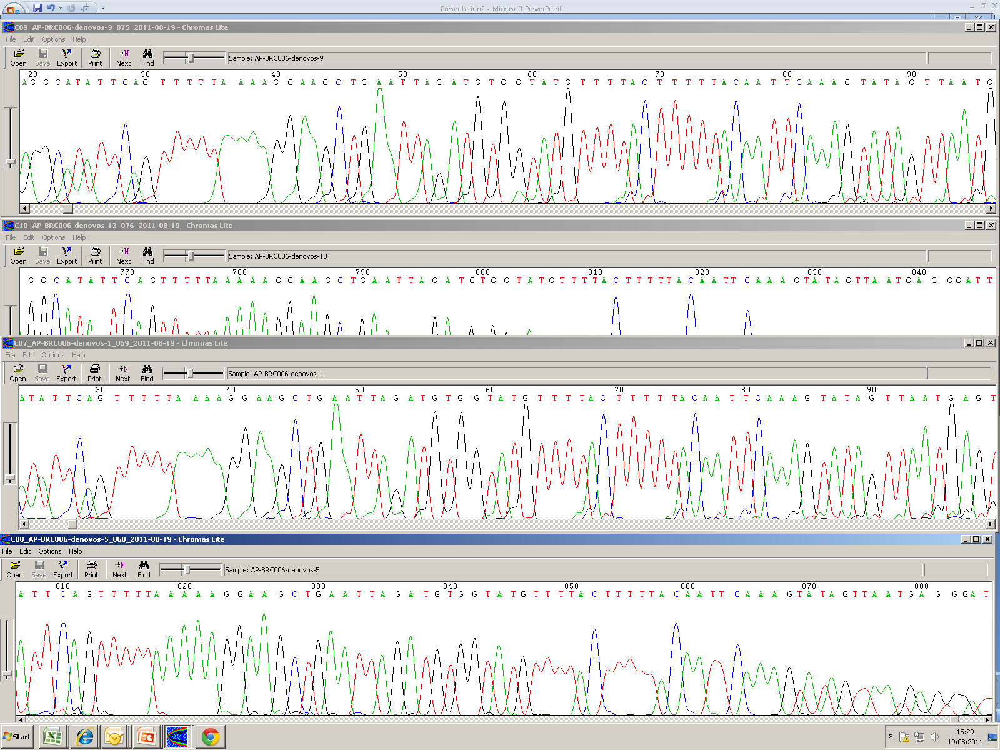 Presentation2 - Microsoft PowerPoint
C09_AP-BRC006-denovos-9_075_2011-08-19 - Chromas Lite
File Edit Options Help
Open Save Export Print Next Find Sample: AP-BRC006-denovos-9
20 30 40 50 60 70 80 90
A G G C A T A T T C A G T T T T T A A A A G G A A G C T G A A T T A G A T G T G G T A T G T T T T A C T T T T T A C A A T T C A A A G T A T A G T T A A T G
C10_AP-BRC006-denovos-13_076_2011-08-19 - Chromas Lite
File Edit Options Help
Open Save Export Print Next Find Sample: AP-BRC006-denovos-13
770 780 790 800 810 820 830 840
G G C A T A T T C A G T T T T T A A A A G G A A G C T G A A T T A G A T G T G G T A T G T T T T A C T T T T T A C A A T T C A A A G T A T A G T T A A T G A G G G A T T
C07_AP-BRC006-denovos-1_059_2011-08-19 - Chromas Lite
File Edit Options Help
Open Save Export Print Next Find Sample: AP-BRC006-denovos-1
30 40 50 60 70 80 90
A T A T T C A G T T T T T A A A A G G A A G C T G A A T T A G A T G T G G T A T G T T T T A C T T T T T A C A A T T C A A A G T A T A G T T A A T G A G T
C08_AP-BRC006-denovos-5_060_2011-08-19 - Chromas Lite
File Edit Options Help
Open Save Export Print Next Find Sample: AP-BRC006-denovos-5
810 820 830 840 850 860 870 880
A T T C A G T T T T T A A A A G G A A G C T G A A T T A G A T G T G G T A T G T T T T A C T T T T T A C A A T T C A A A G T A T A G T T A A T G A G G G A T
Start
15:29
19/08/2011